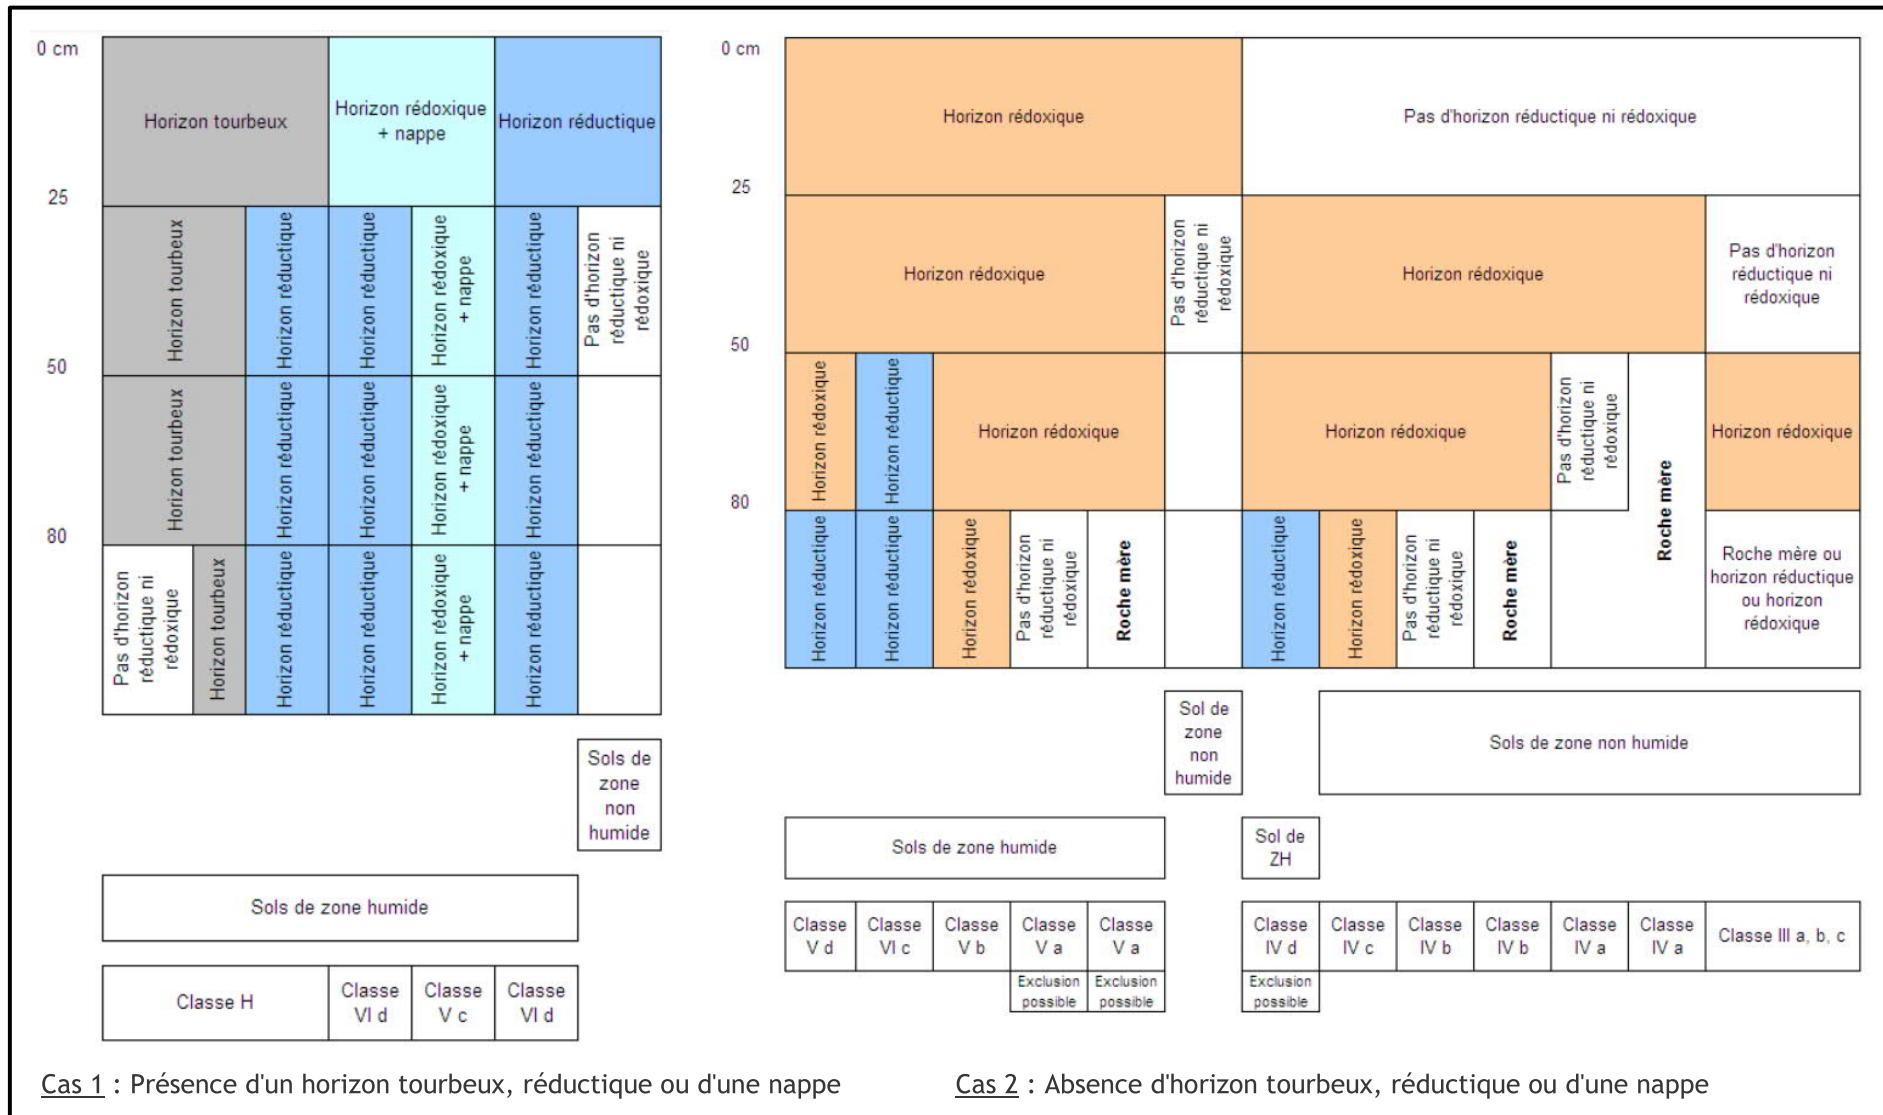 0 cm
Horizon tourbeux
Horizon rédoxique
+ nappe
Horizon réductique
25
Horizon tourbeux
Horizon réductique
Horizon réductique
Horizon rédoxique
+ nappe
Horizon réductique
Pas d'horizon
réductique ni
rédoxique
50
Horizon tourbeux
Horizon réductique
Horizon réductique
Horizon rédoxique
+ nappe
Horizon réductique
80
Pas d'horizon
réductique ni
rédoxique
Horizon tourbeux
Horizon réductique
Horizon réductique
Horizon rédoxique
+ nappe
Horizon réductique
Sols de
zone
non
humide
Sols de zone humide
Classe H
Classe
VI d
Classe
V c
Classe
VI d
Cas 1 : Présence d'un horizon tourbeux, réductique ou d'une nappe
0 cm
Horizon rédoxique
Pas d'horizon réductique ni rédoxique
25
Horizon rédoxique
Pas d'horizon
réductique ni
rédoxique
Horizon rédoxique
Pas d'horizon
réductique ni
rédoxique
50
Horizon rédoxique
Horizon réductique
Horizon rédoxique
Horizon rédoxique
Pas d'horizon
réductique ni
rédoxique
Roche mère
Horizon rédoxique
80
Horizon réductique
Horizon réductique
Horizon rédoxique
Pas d'horizon
réductique ni
rédoxique
Roche mère
Horizon réductique
Horizon rédoxique
Pas d'horizon
réductique ni
rédoxique
Roche mère
Roche mère ou
horizon réductique
ou horizon
rédoxique
Sol de
zone
non
humide
Sols de zone non humide
Sols de zone humide
Sol de
ZH
Classe
V d
Classe
VI c
Classe
V b
Classe
V a
Classe
V a
Classe
IV d
Classe
IV c
Classe
IV b
Classe
IV b
Classe
IV a
Classe
IV a
Classe III a, b, c
Exclusion
possible
Exclusion
possible
Exclusion
possible
Cas 2 : Absence d'horizon tourbeux, réductique ou d'une nappe